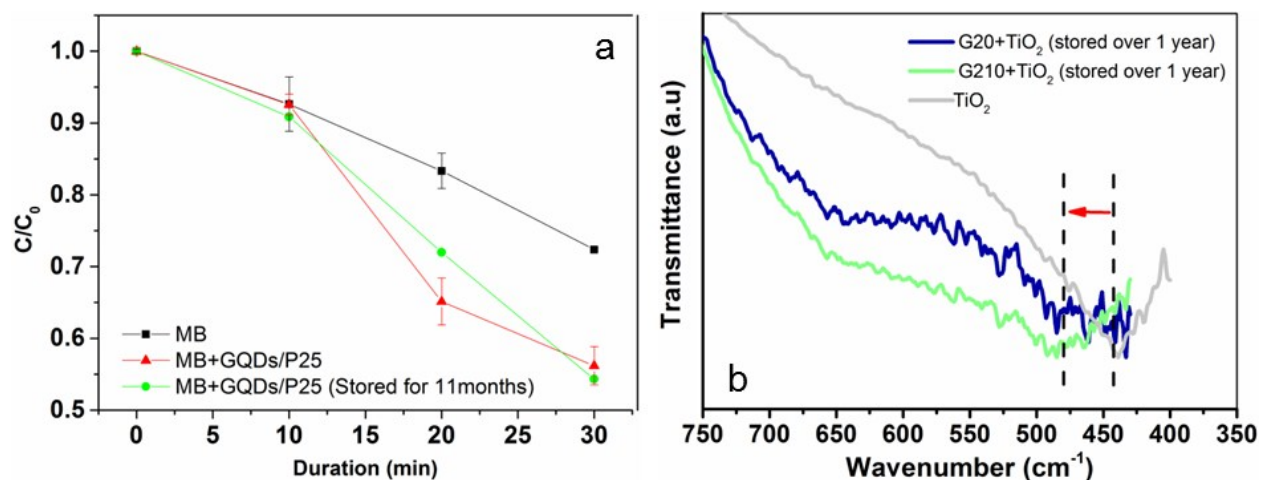 a
1.0
0.9
0.8
0.7
0.6
0.5
C/C₀
MB
MB+GQDs/P25
MB+GQDs/P25 (Stored for 11months)
0 5 10 15 20 25 30
Duration (min)
G20+TiO₂ (stored over 1 year)
G210+TiO₂ (stored over 1 year)
TiO₂
Transmittance (a.u)
b
750 700 650 600 550 500 450 400 350
Wavenumber (cm⁻¹)